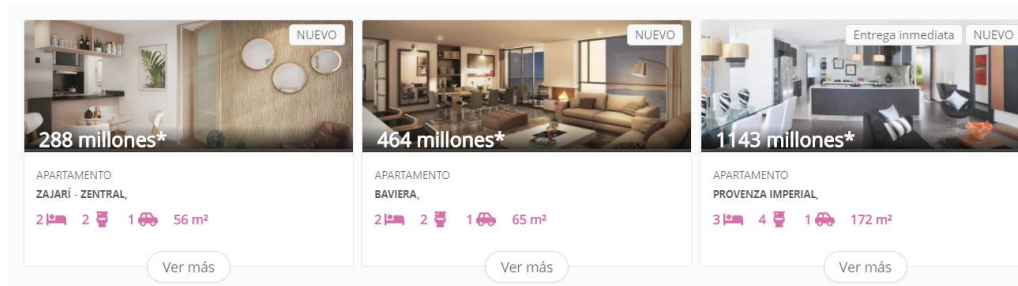 NUEVO
288 millones*
APARTAMENTO
ZAJARÍ - ZENTRAL,
2 2 1 56 m²
Ver más
NUEVO
464 millones*
APARTAMENTO
BAVIERA,
2 2 1 65 m²
Ver más
Entrega inmediata NUEVO
1143 millones*
APARTAMENTO
PROVENZA IMPERIAL,
3 4 1 172 m²
Ver más